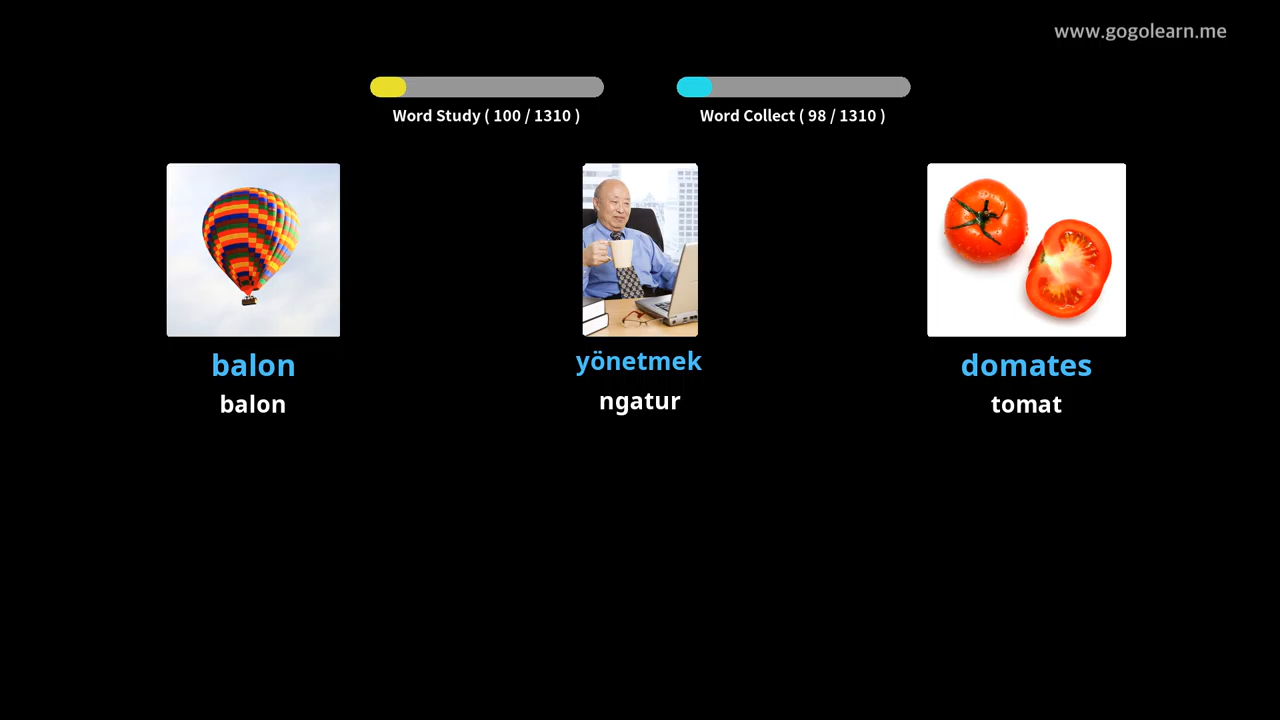 www.gogolearn.me
Word Study ( 100 / 1310 )
Word Collect ( 98 / 1310 )
balon
balon
yönetmek
ngatur
domates
tomat